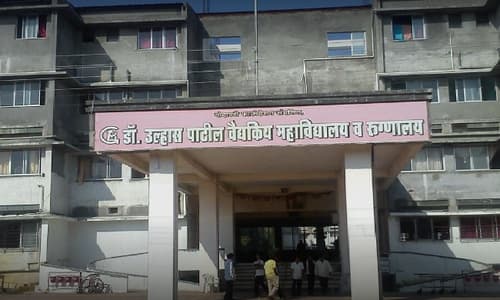 डॉ. उल्हास पाटील वैद्यकिय महाविद्यालय व रूग्णालय